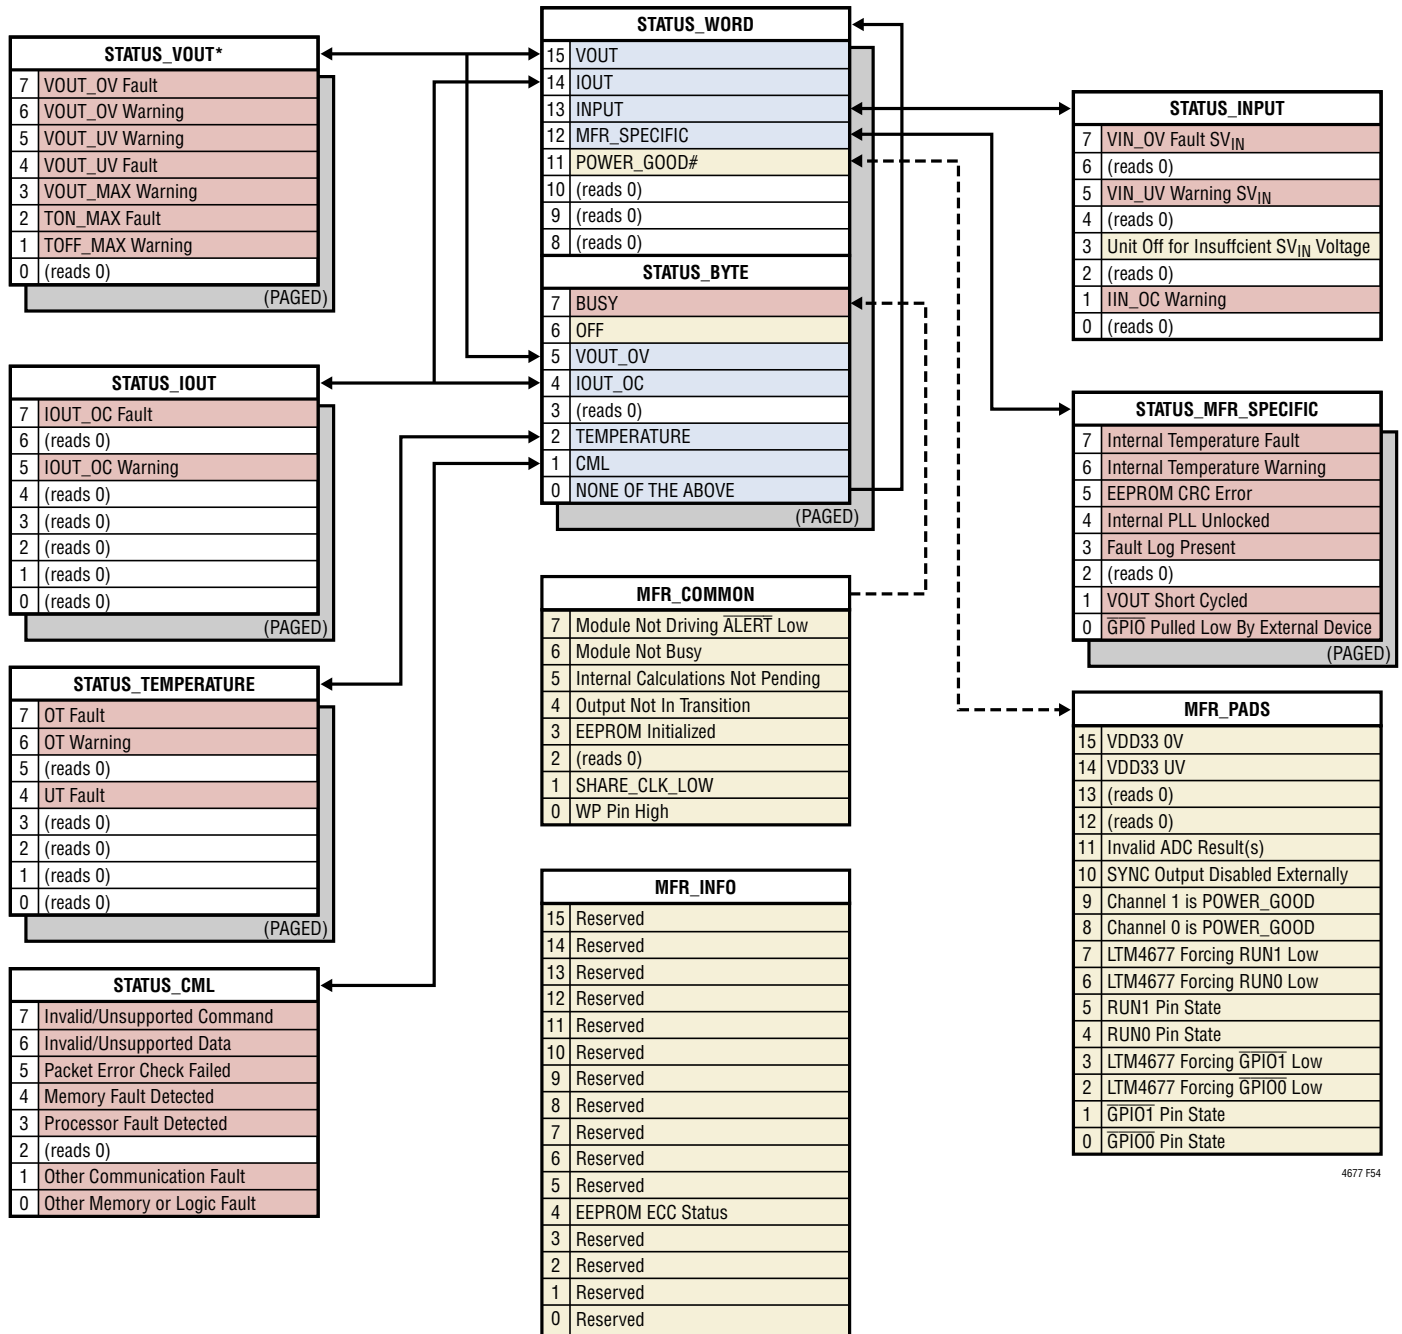 STATUS_VOUT*
7 VOUT_OV Fault
6 VOUT_OV Warning
5 VOUT_UV Warning
4 VOUT_UV Fault
3 VOUT_MAX Warning
2 TON_MAX Fault
1 TOFF_MAX Warning
0 (reads 0)
(PAGED)
STATUS_IOUT
7 IOUT_OC Fault
6 (reads 0)
5 IOUT_OC Warning
4 (reads 0)
3 (reads 0)
2 (reads 0)
1 (reads 0)
0 (reads 0)
(PAGED)
STATUS_TEMPERATURE
7 OT Fault
6 OT Warning
5 (reads 0)
4 UT Fault
3 (reads 0)
2 (reads 0)
1 (reads 0)
0 (reads 0)
(PAGED)
STATUS_CML
7 Invalid/Unsupported Command
6 Invalid/Unsupported Data
5 Packet Error Check Failed
4 Memory Fault Detected
3 Processor Fault Detected
2 (reads 0)
1 Other Communication Fault
0 Other Memory or Logic Fault
STATUS_WORD
15 VOUT
14 IOUT
13 INPUT
12 MFR_SPECIFIC
11 POWER_GOOD#
10 (reads 0)
9 (reads 0)
8 (reads 0)
STATUS_BYTE
7 BUSY
6 OFF
5 VOUT_OV
4 IOUT_OC
3 (reads 0)
2 TEMPERATURE
1 CML
0 NONE OF THE ABOVE
(PAGED)
MFR_COMMON
7 Module Not Driving A̅L̅E̅R̅T̅ Low
6 Module Not Busy
5 Internal Calculations Not Pending
4 Output Not In Transition
3 EEPROM Initialized
2 (reads 0)
1 SHARE_CLK_LOW
0 WP Pin High
MFR_INFO
15 Reserved
14 Reserved
13 Reserved
12 Reserved
11 Reserved
10 Reserved
9 Reserved
8 Reserved
7 Reserved
6 Reserved
5 Reserved
4 EEPROM ECC Status
3 Reserved
2 Reserved
1 Reserved
0 Reserved
STATUS_INPUT
7 VIN_OV Fault SVIN
6 (reads 0)
5 VIN_UV Warning SVIN
4 (reads 0)
3 Unit Off for Insuffcient SVIN Voltage
2 (reads 0)
1 IIN_OC Warning
0 (reads 0)
STATUS_MFR_SPECIFIC
7 Internal Temperature Fault
6 Internal Temperature Warning
5 EEPROM CRC Error
4 Internal PLL Unlocked
3 Fault Log Present
2 (reads 0)
1 VOUT Short Cycled
0 G̅P̅I̅O̅ Pulled Low By External Device
(PAGED)
MFR_PADS
15 VDD33 OV
14 VDD33 UV
13 (reads 0)
12 (reads 0)
11 Invalid ADC Result(s)
10 SYNC Output Disabled Externally
9 Channel 1 is POWER_GOOD
8 Channel 0 is POWER_GOOD
7 LTM4677 Forcing RUN1 Low
6 LTM4677 Forcing RUN0 Low
5 RUN1 Pin State
4 RUN0 Pin State
3 LTM4677 Forcing G̅P̅I̅O̅1̅ Low
2 LTM4677 Forcing G̅P̅I̅O̅0̅ Low
1 G̅P̅I̅O̅1̅ Pin State
0 G̅P̅I̅O̅0̅ Pin State
4677 F54